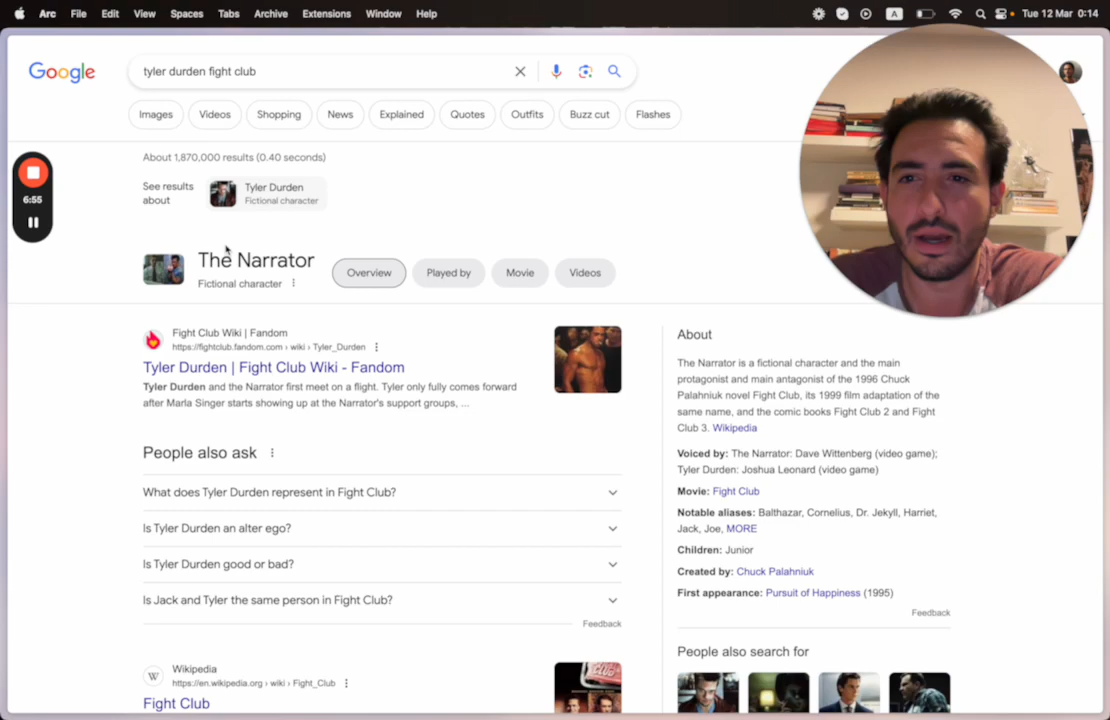 Arc File Edit View Spaces Tabs Archive Extensions Window Help
A Tue 12 Mar 0:14
Google
tyler durden fight club
Images Videos Shopping News Explained Quotes Outfits Buzz cut Flashes
About 1,870,000 results (0.40 seconds)
6:55
See results about
Tyler Durden
Fictional character
The Narrator
Fictional character
Overview Played by Movie Videos
Fight Club Wiki | Fandom
https://fightclub.fandom.com › wiki › Tyler_Durden
Tyler Durden | Fight Club Wiki - Fandom
Tyler Durden and the Narrator first meet on a flight. Tyler only fully comes forward
after Marla Singer starts showing up at the Narrator's support groups, ...
People also ask
What does Tyler Durden represent in Fight Club?
Is Tyler Durden an alter ego?
Is Tyler Durden good or bad?
Is Jack and Tyler the same person in Fight Club?
Feedback
W
Wikipedia
https://en.wikipedia.org › wiki › Fight_Club
Fight Club
CLUB
About
The Narrator is a fictional character and the main
protagonist and main antagonist of the 1996 Chuck
Palahniuk novel Fight Club, its 1999 film adaptation of the
same name, and the comic books Fight Club 2 and Fight
Club 3. Wikipedia
Voiced by: The Narrator: Dave Wittenberg (video game);
Tyler Durden: Joshua Leonard (video game)
Movie: Fight Club
Notable aliases: Balthazar, Cornelius, Dr. Jekyll, Harriet,
Jack, Joe, MORE
Children: Junior
Created by: Chuck Palahniuk
First appearance: Pursuit of Happiness (1995)
Feedback
People also search for